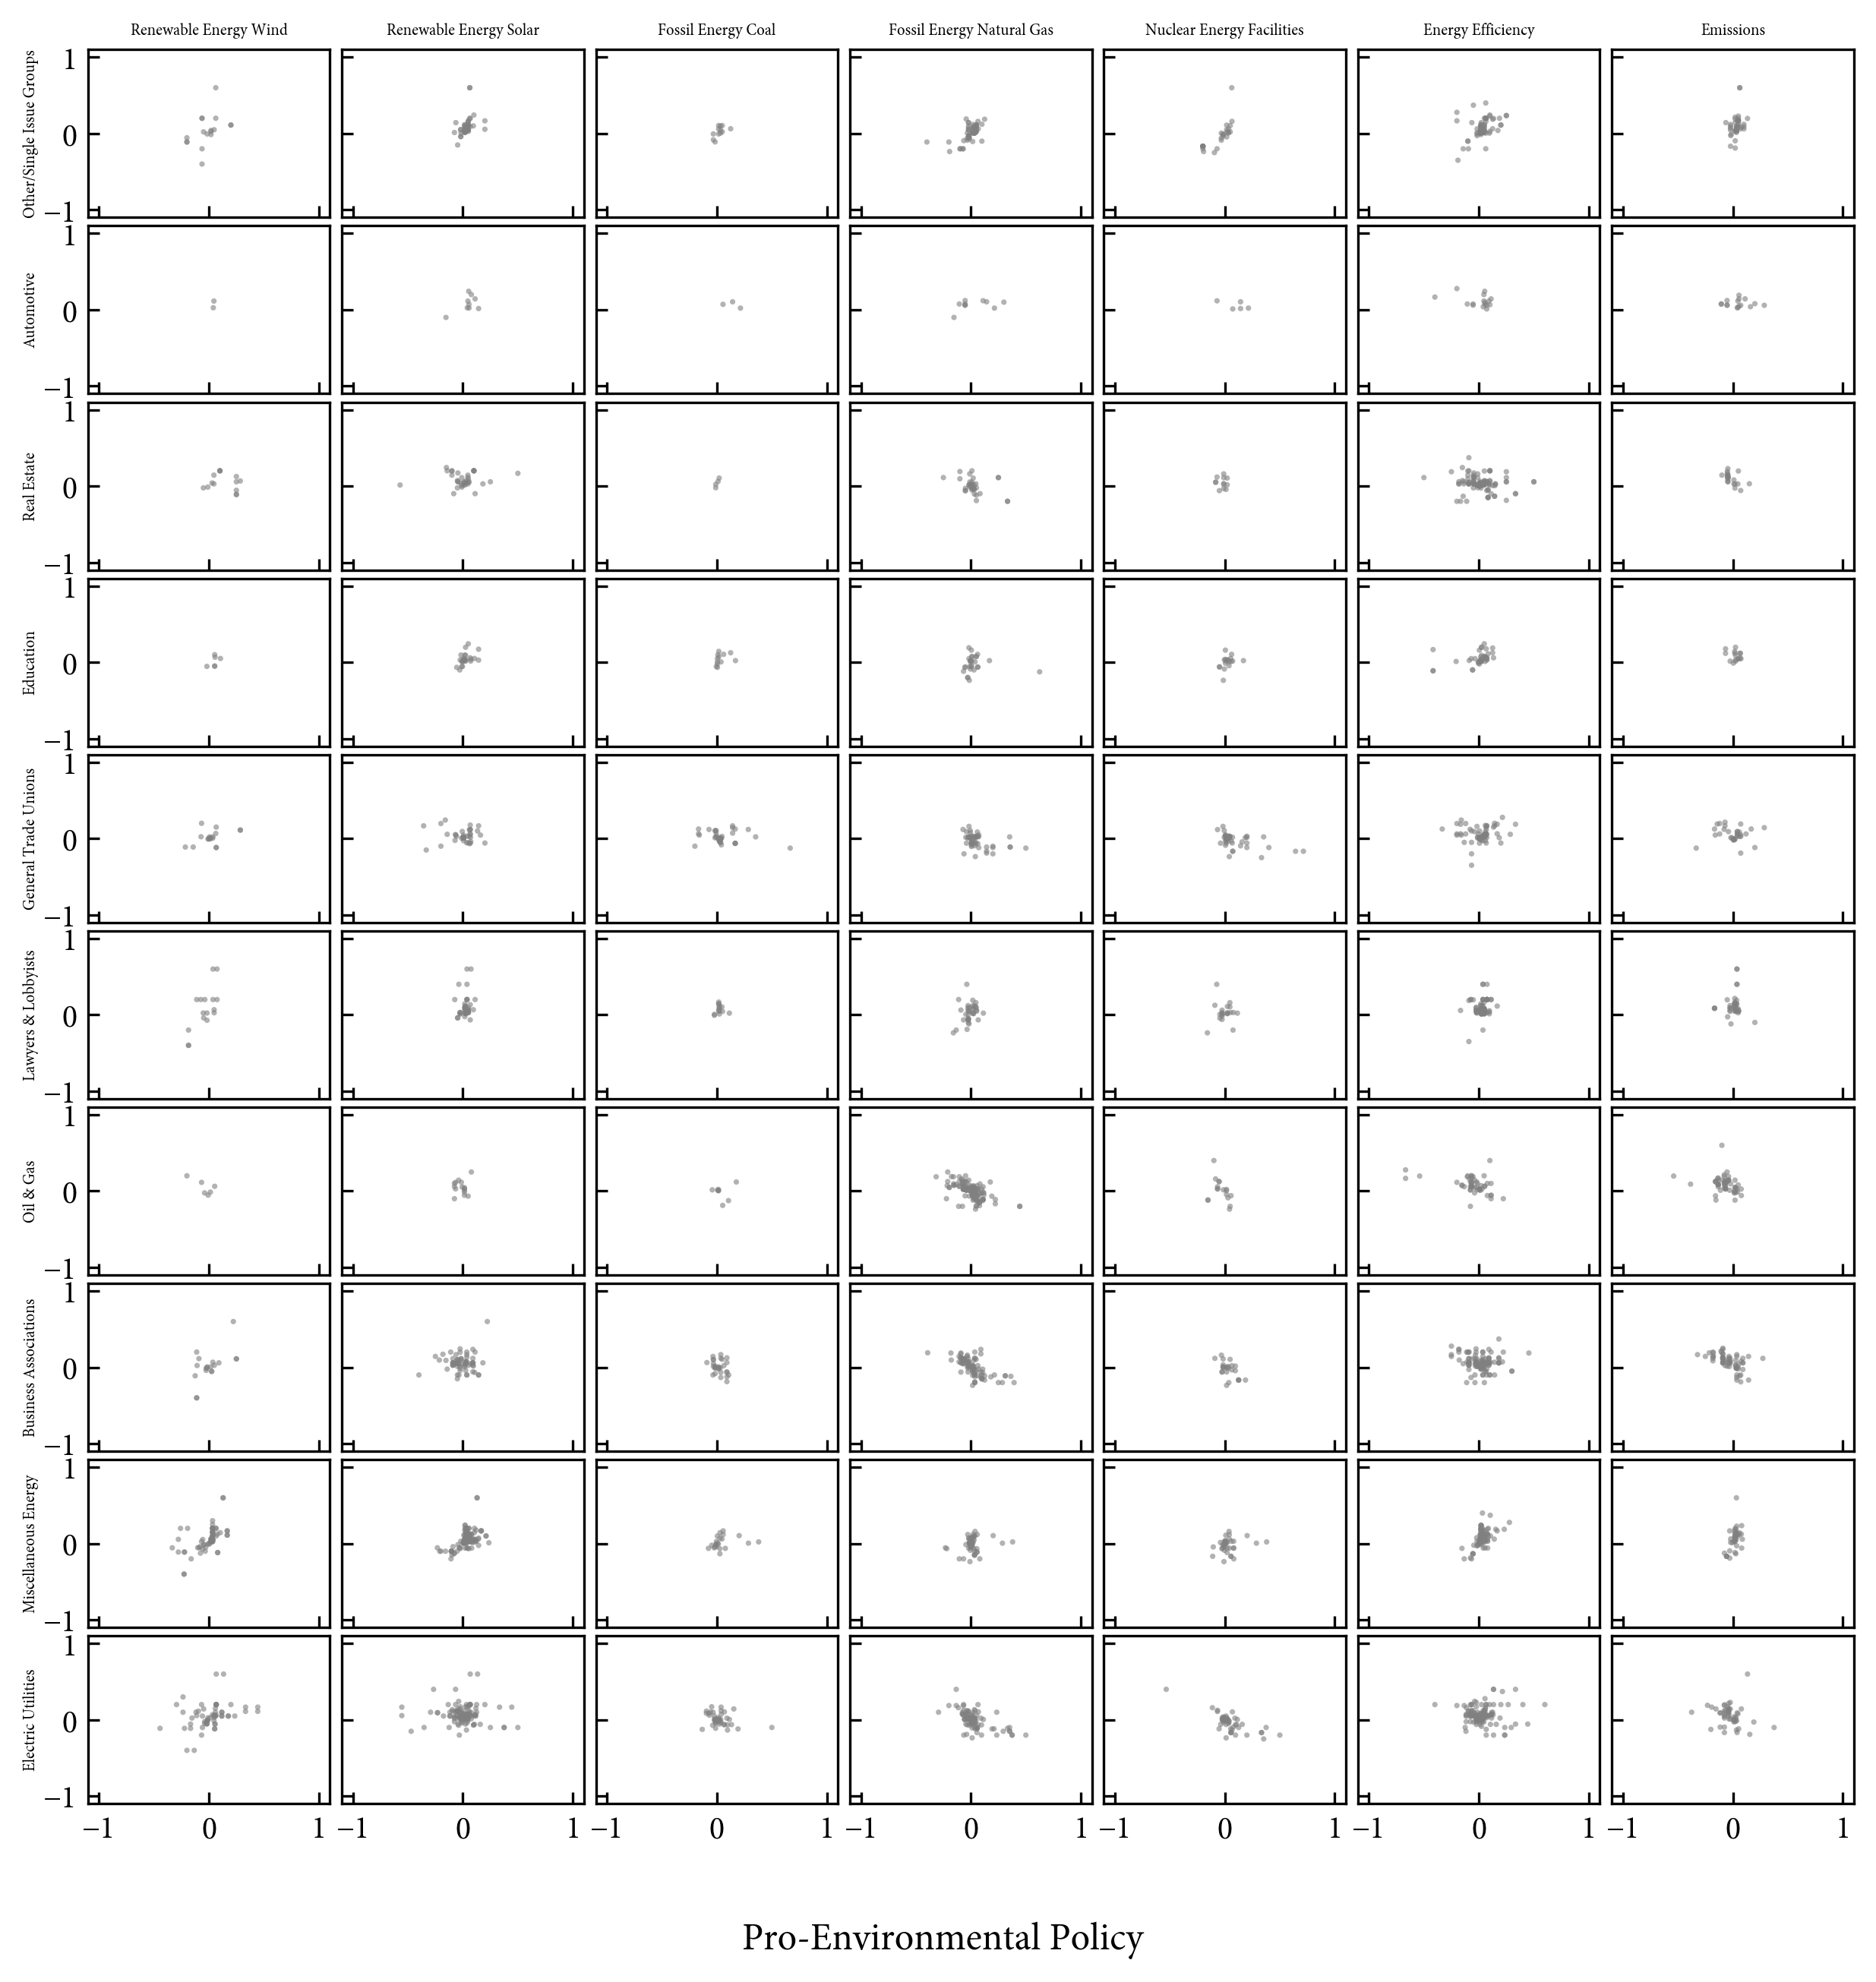 Renewable Energy Wind Renewable Energy Solar Fossil Energy Coal Fossil Energy Natural Gas Nuclear Energy Facilities Energy Efficiency Emissions
Other/Single Issue Groups
1
0
−1
Automotive
1
0
−1
Real Estate
1
0
−1
Education
1
0
−1
General Trade Unions
1
0
−1
Lawyers & Lobbyists
1
0
−1
Oil & Gas
1
0
−1
Business Associations
1
0
−1
Miscellaneous Energy
1
0
−1
Electric Utilities
1
0
−1
−1 0 1 −1 0 1 −1 0 1 −1 0 1 −1 0 1 −1 0 1 −1 0 1
Pro-Environmental Policy